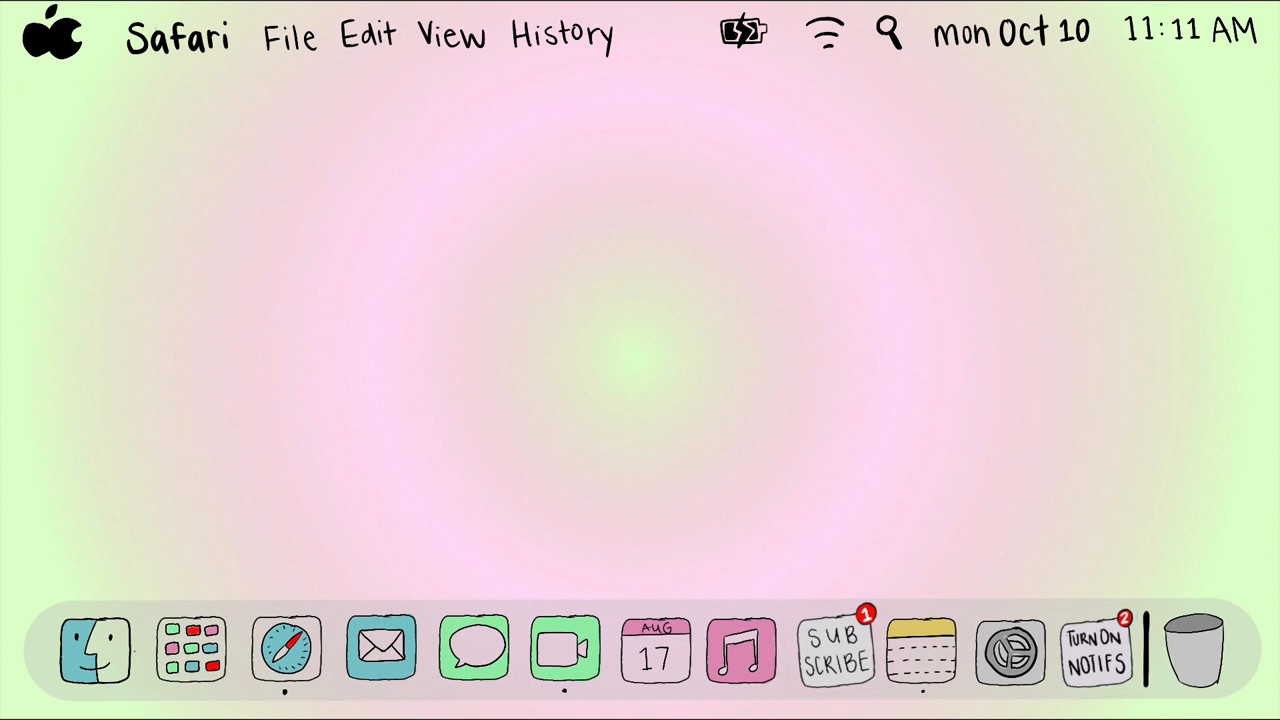 Safari File Edit View History mon Oct 10 11:11 AM
AUG
17
SUB
SCRIBE
1
TURN ON
NOTIFS
2